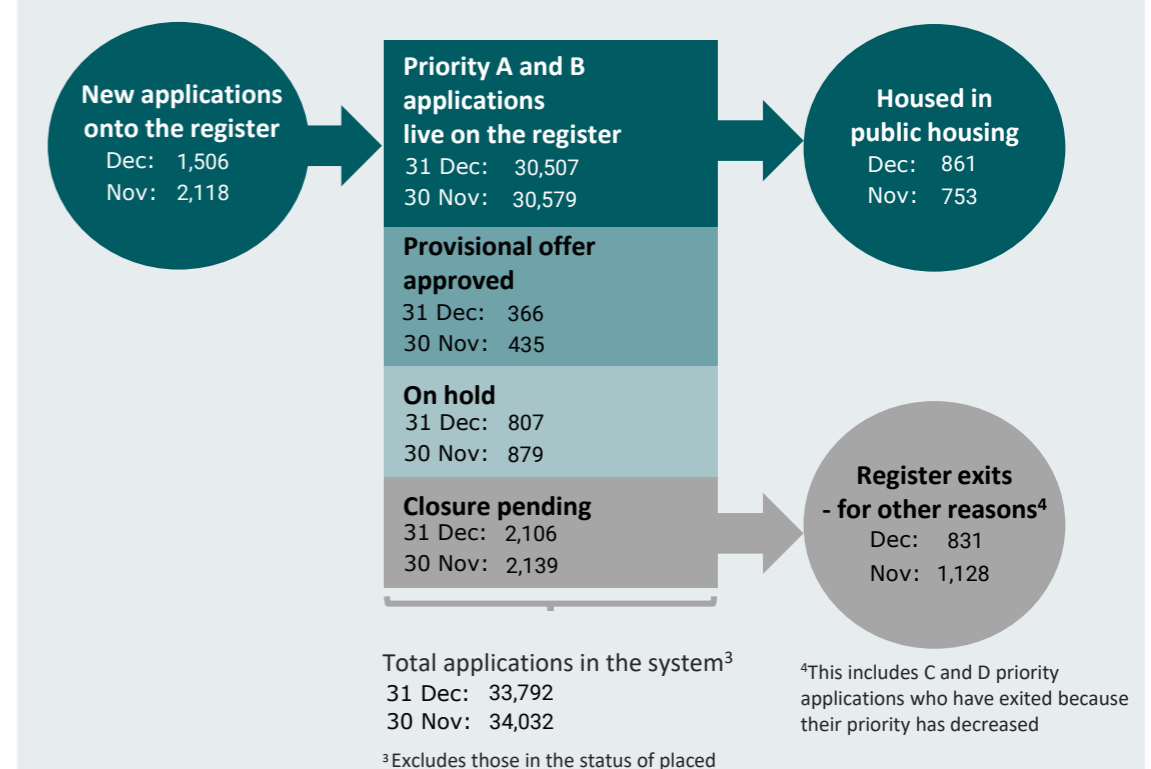 New applications
onto the register
Dec: 1,506
Nov: 2,118
Priority A and B
applications
live on the register
31 Dec: 30,507
30 Nov: 30,579
Provisional offer
approved
31 Dec: 366
30 Nov: 435
On hold
31 Dec: 807
30 Nov: 879
Closure pending
31 Dec: 2,106
30 Nov: 2,139
Housed in
public housing
Dec: 861
Nov: 753
Register exits
- for other reasons⁴
Dec: 831
Nov: 1,128
Total applications in the system³
31 Dec: 33,792
30 Nov: 34,032
³ Excludes those in the status of placed
⁴This includes C and D priority
applications who have exited because
their priority has decreased